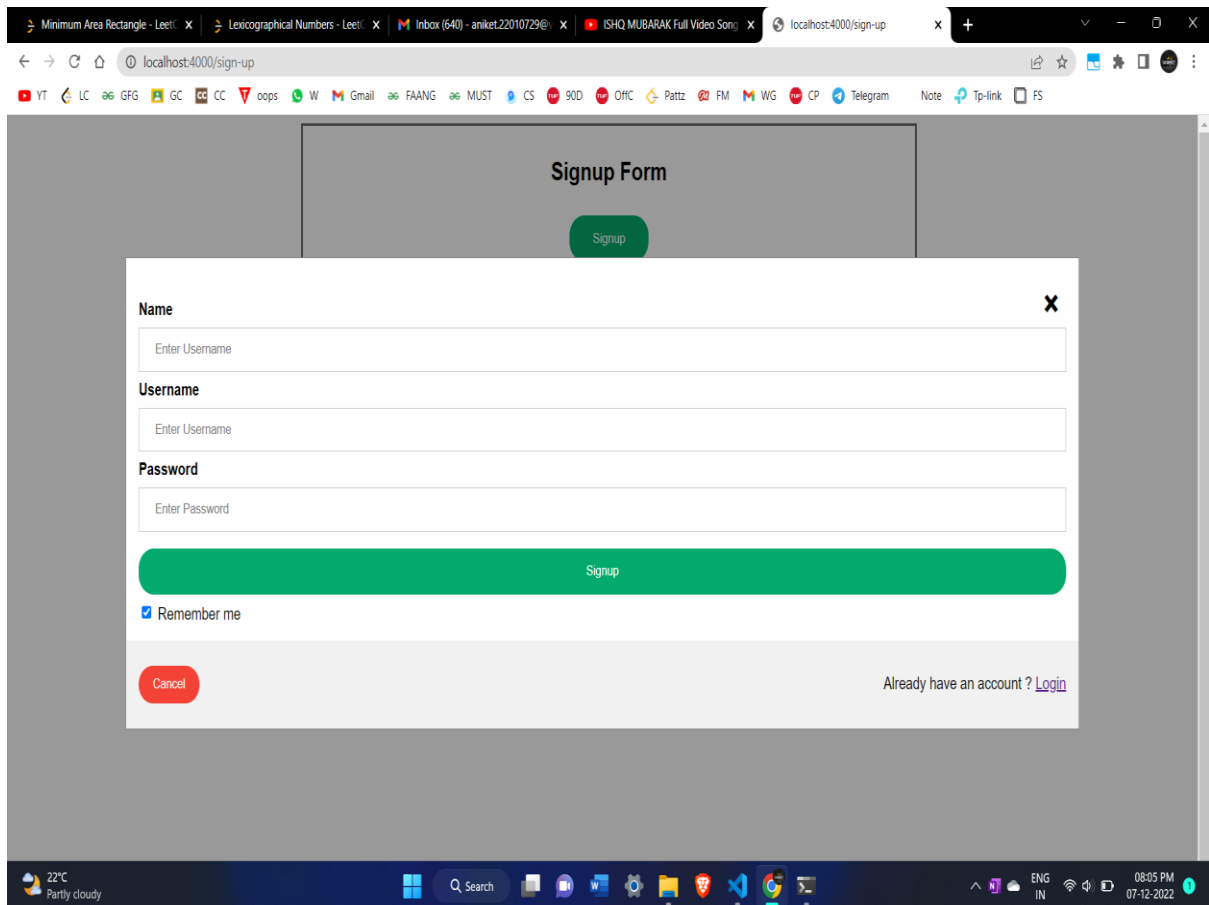 Minimum Area Rectangle - LeetC
Lexicographical Numbers - LeetC
Inbox (640) - aniket.22010729@v
ISHQ MUBARAK Full Video Song
localhost:4000/sign-up
localhost:4000/sign-up
YT LC GFG GC CC oops W Gmail FAANG MUST CS 90D OffC Pattz FM WG CP Telegram Note Tp-link FS
Signup Form
Signup
Name
Enter Username
Username
Enter Username
Password
Enter Password
Signup
Remember me
Cancel
Already have an account ? Login
22°C
Partly cloudy
Search
ENG
IN
08:05 PM
07-12-2022
1